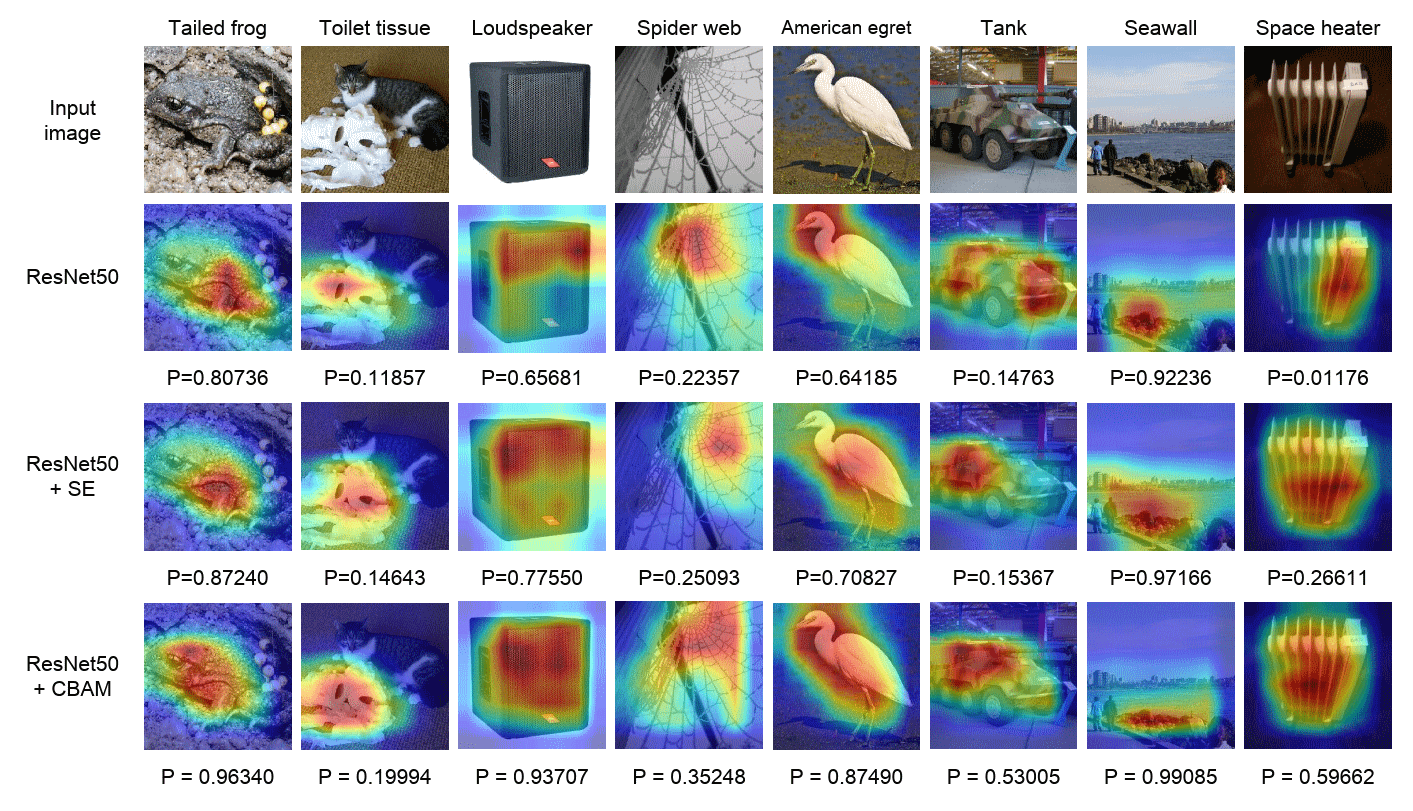 Tailed frog Toilet tissue Loudspeaker Spider web American egret Tank Seawall Space heater
Input
image
ResNet50
P=0.80736 P=0.11857 P=0.65681 P=0.22357 P=0.64185 P=0.14763 P=0.92236 P=0.01176
ResNet50
+ SE
P=0.87240 P=0.14643 P=0.77550 P=0.25093 P=0.70827 P=0.15367 P=0.97166 P=0.26611
ResNet50
+ CBAM
P = 0.96340 P = 0.19994 P = 0.93707 P = 0.35248 P = 0.87490 P = 0.53005 P = 0.99085 P = 0.59662